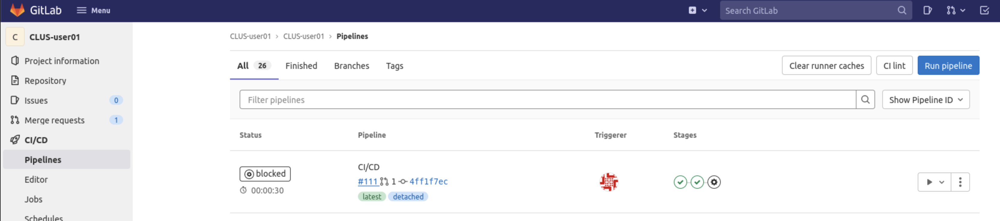 GitLab Menu Search GitLab
C CLUS-user01
Project information
Repository
Issues 0
Merge requests 1
CI/CD
Pipelines
Editor
Jobs
Schedules
CLUS-user01 › CLUS-user01 › Pipelines
All 26 Finished Branches Tags Clear runner caches CI lint Run pipeline
Filter pipelines Show Pipeline ID
Status Pipeline Triggerer Stages
blocked
00:00:30
CI/CD
#111 1 4ff1f7ec
latest detached